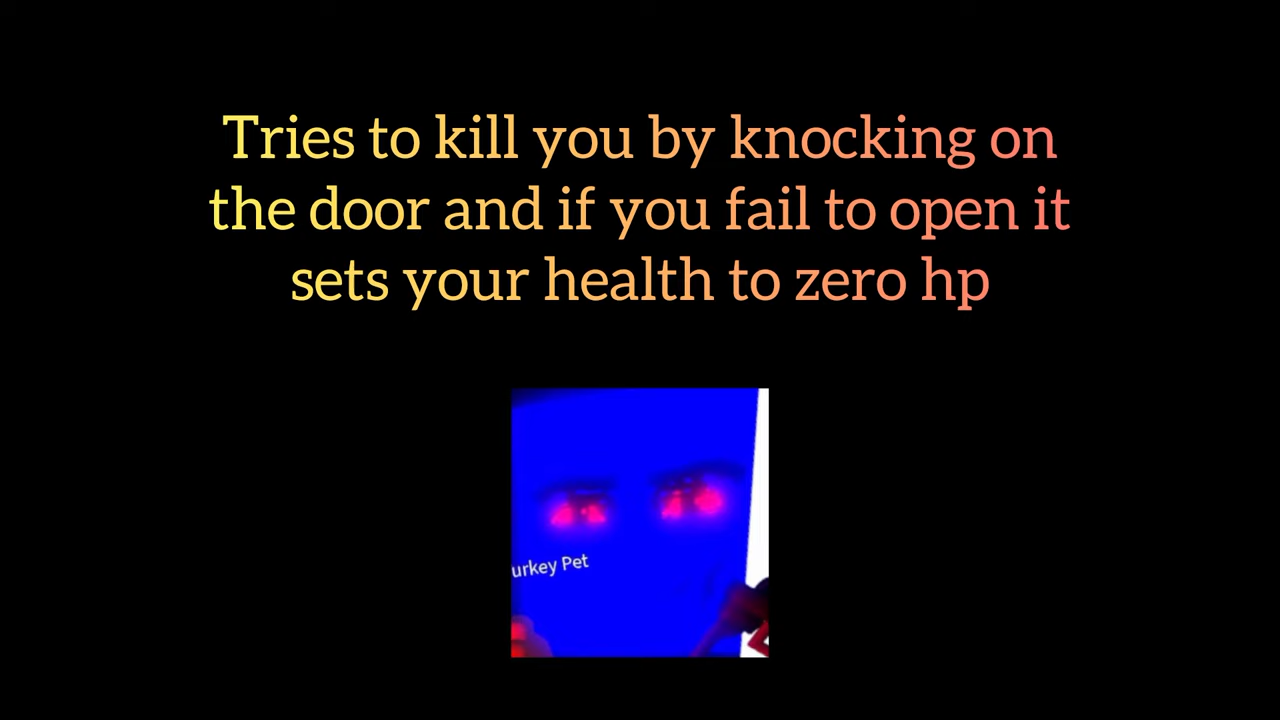 Tries to kill you by knocking on
the door and if you fail to open it
sets your health to zero hp
urkey Pet